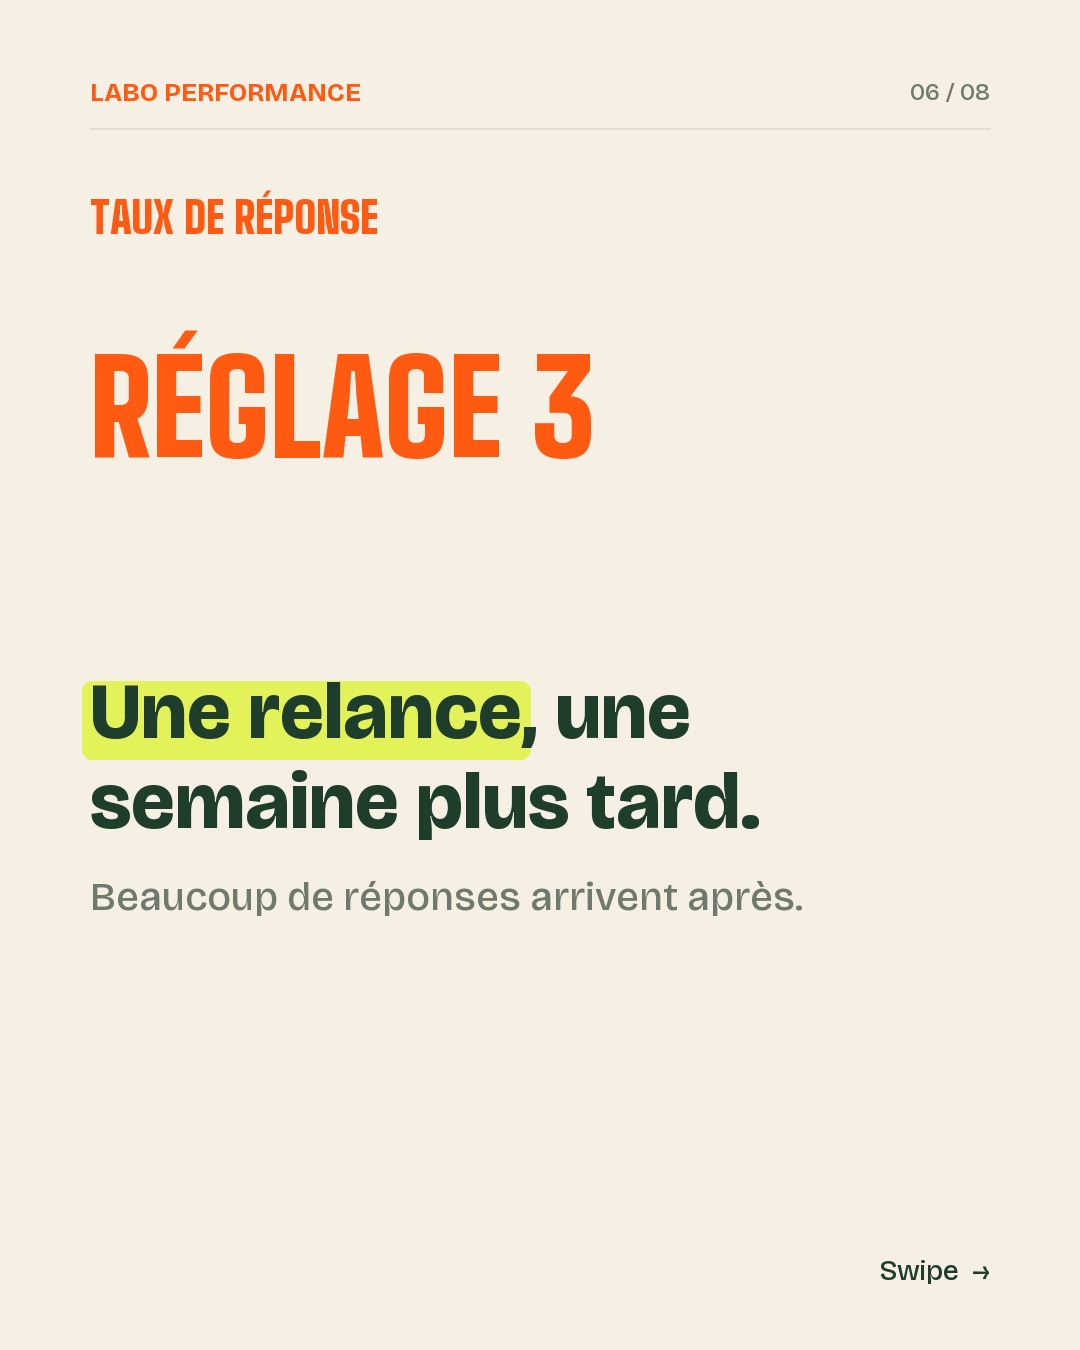 LABO PERFORMANCE
06 / 08
TAUX DE RÉPONSE
RÉGLAGE 3
Une relance, une
semaine plus tard.
Beaucoup de réponses arrivent après.
Swipe →